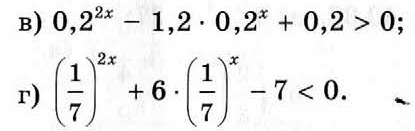 в) 0,2^{2x} − 1,2 · 0,2^x + 0,2 > 0;
г) (1/7)^{2x} + 6 · (1/7)^x − 7 < 0.